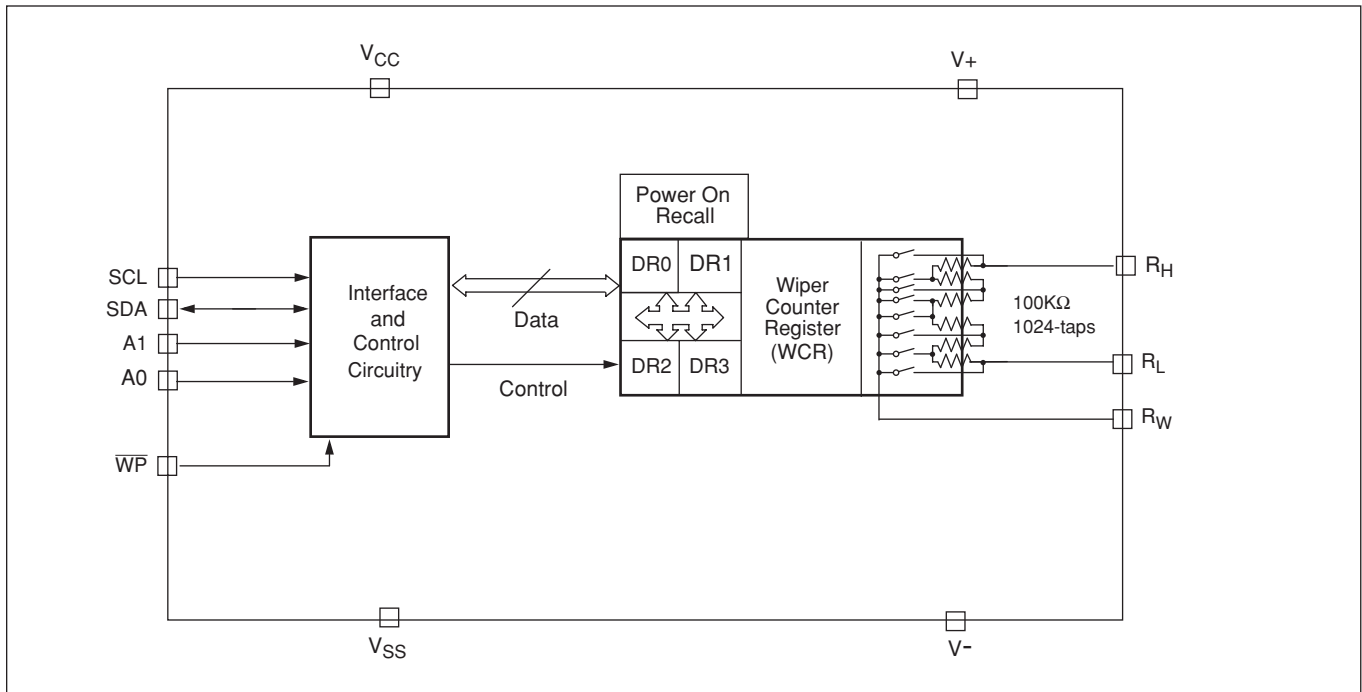 VCC
V+
Power On
Recall
SCL
SDA
A1
A0
WP
Interface
and
Control
Circuitry
Data
Control
DR0
DR1
DR2
DR3
Wiper
Counter
Register
(WCR)
100KΩ
1024-taps
RH
RL
RW
VSS
V-